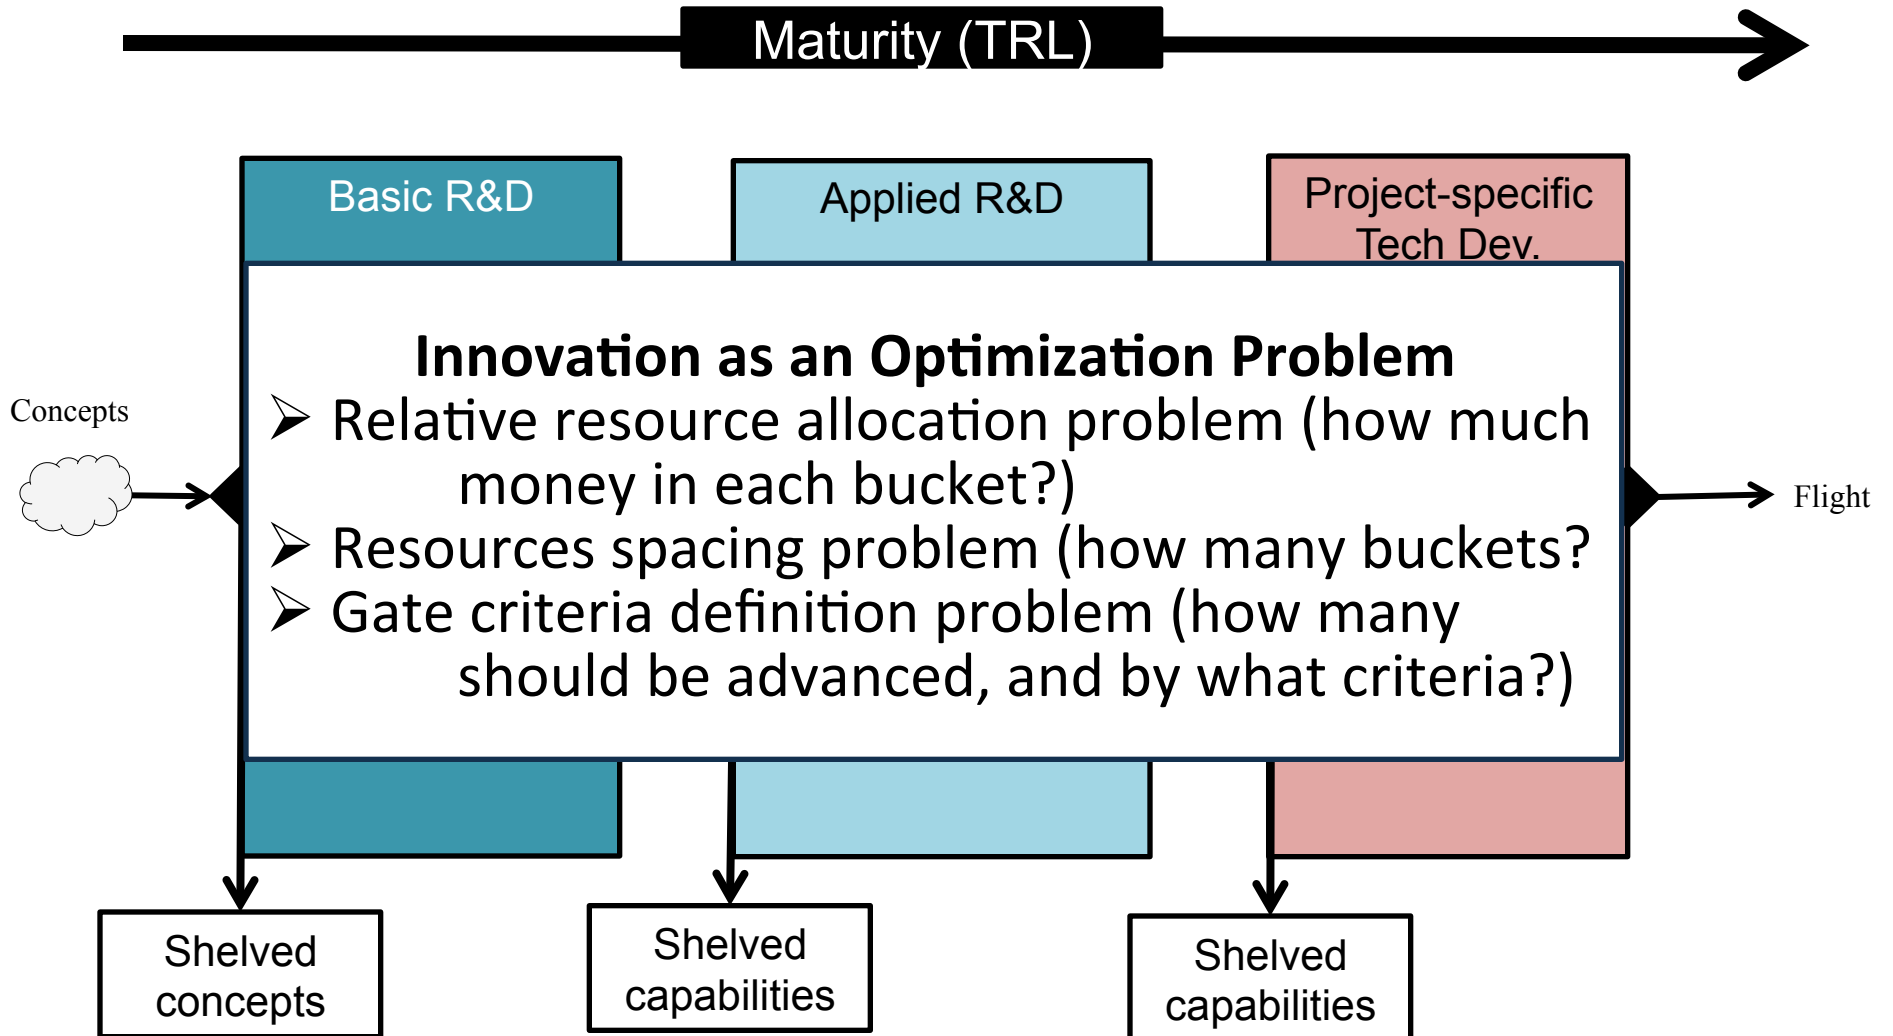 Maturity (TRL)
Basic R&D
Applied R&D
Project-specific
Tech Dev.
Innovation as an Optimization Problem
➢ Relative resource allocation problem (how much
money in each bucket?)
➢ Resources spacing problem (how many buckets?
➢ Gate criteria definition problem (how many
should be advanced, and by what criteria?)
Concepts
Flight
Shelved
concepts
Shelved
capabilities
Shelved
capabilities